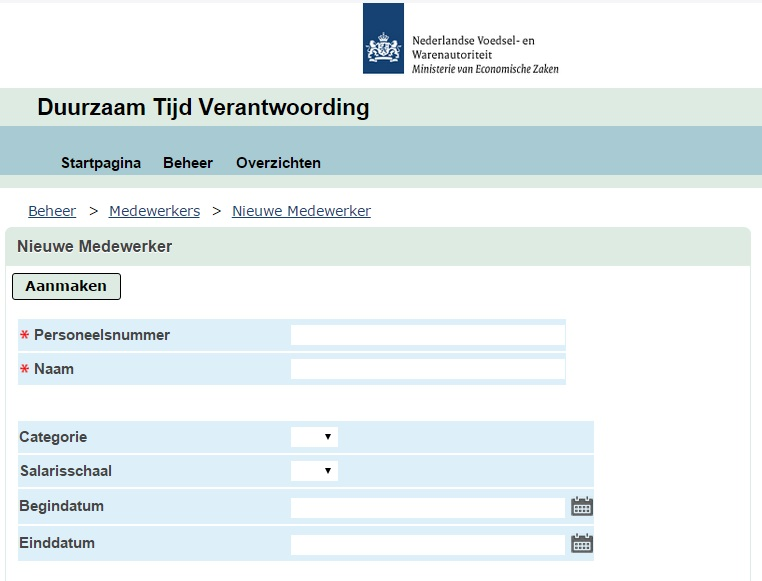 Nederlandse Voedsel- en
Warenautoriteit
Ministerie van Economische Zaken
Duurzaam Tijd Verantwoording
Startpagina Beheer Overzichten
Beheer > Medewerkers > Nieuwe Medewerker
Nieuwe Medewerker
Aanmaken
* Personeelsnummer
* Naam
Categorie
Salarisschaal
Begindatum
Einddatum